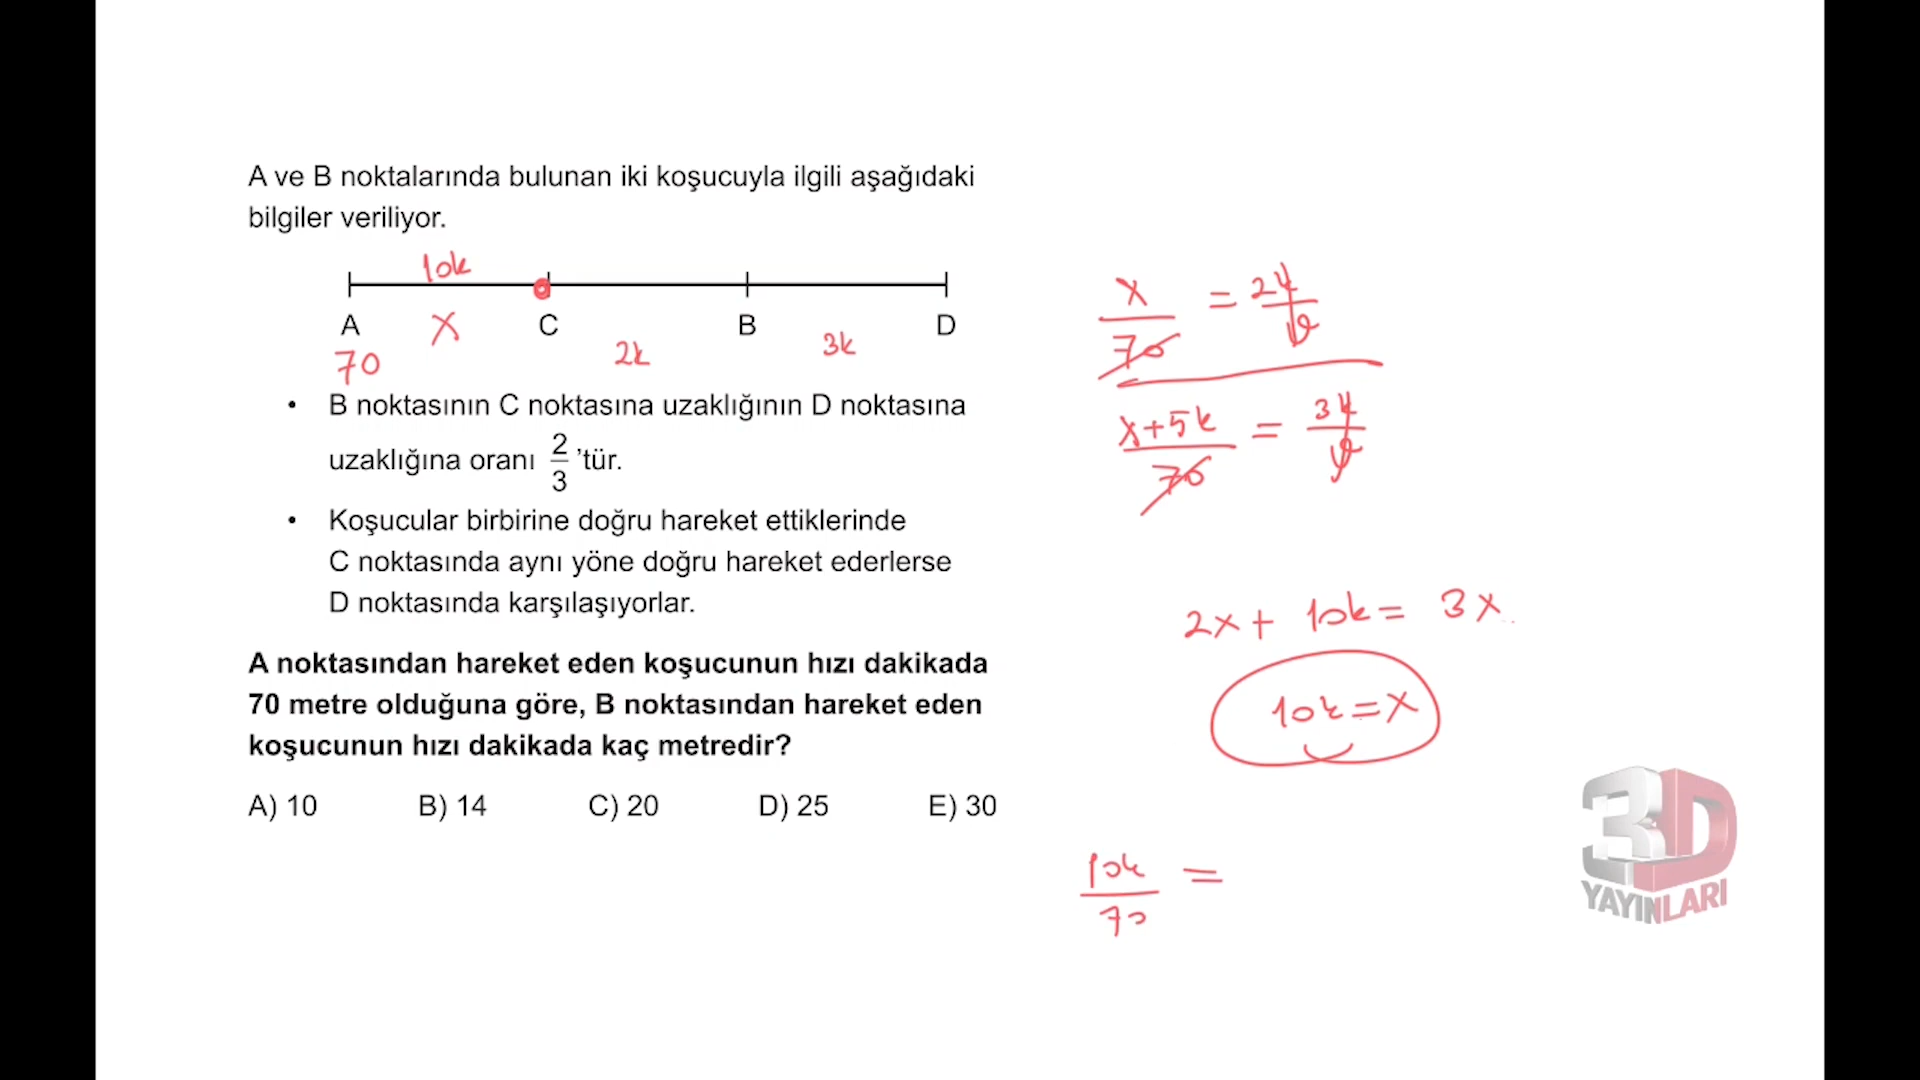 A ve B noktalarında bulunan iki koşucuyla ilgili aşağıdaki
bilgiler veriliyor.
10k
A x C B D
70 2k 3k
• B noktasının C noktasına uzaklığının D noktasına
uzaklığına oranı 2/3 'tür.
• Koşucular birbirine doğru hareket ettiklerinde
C noktasında aynı yöne doğru hareket ederlerse
D noktasında karşılaşıyorlar.
A noktasından hareket eden koşucunun hızı dakikada
70 metre olduğuna göre, B noktasından hareket eden
koşucunun hızı dakikada kaç metredir?
A) 10 B) 14 C) 20 D) 25 E) 30
x/70 = 2k/v
x+5k/70 = 3k/v
2x + 10k = 3x
10k = x
10k/70 =
3D
YAYINLARI